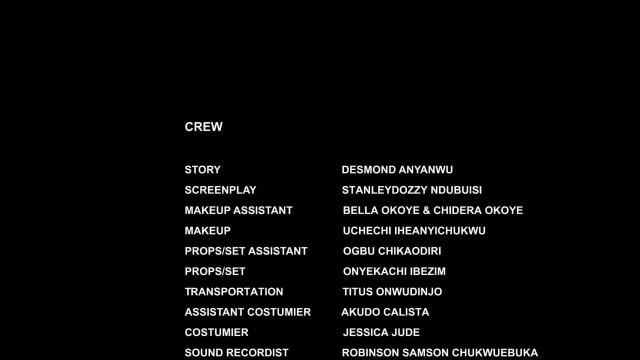 CREW
STORY DESMOND ANYANWU
SCREENPLAY STANLEYDOZZY NDUBUISI
MAKEUP ASSISTANT BELLA OKOYE & CHIDERA OKOYE
MAKEUP UCHECHI IHEANYICHUKWU
PROPS/SET ASSISTANT OGBU CHIKAODIRI
PROPS/SET ONYEKACHI IBEZIM
TRANSPORTATION TITUS ONWUDINJO
ASSISTANT COSTUMIER AKUDO CALISTA
COSTUMIER JESSICA JUDE
SOUND RECORDIST ROBINSON SAMSON CHUKWUEBUKA